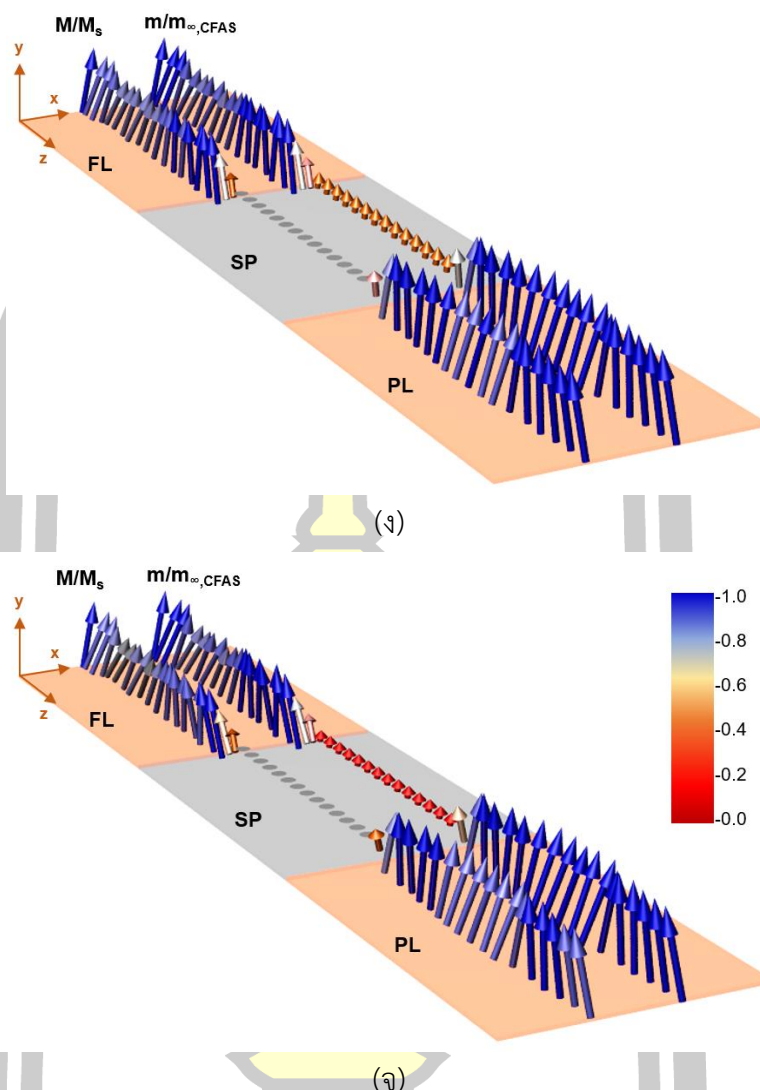 M/Mₛ
m/m∞,CFAS
y
x
z
FL
SP
PL
(ง)
M/Mₛ
m/m∞,CFAS
y
x
z
FL
SP
PL
-1.0
-0.8
-0.6
-0.4
-0.2
-0.0
(จ)